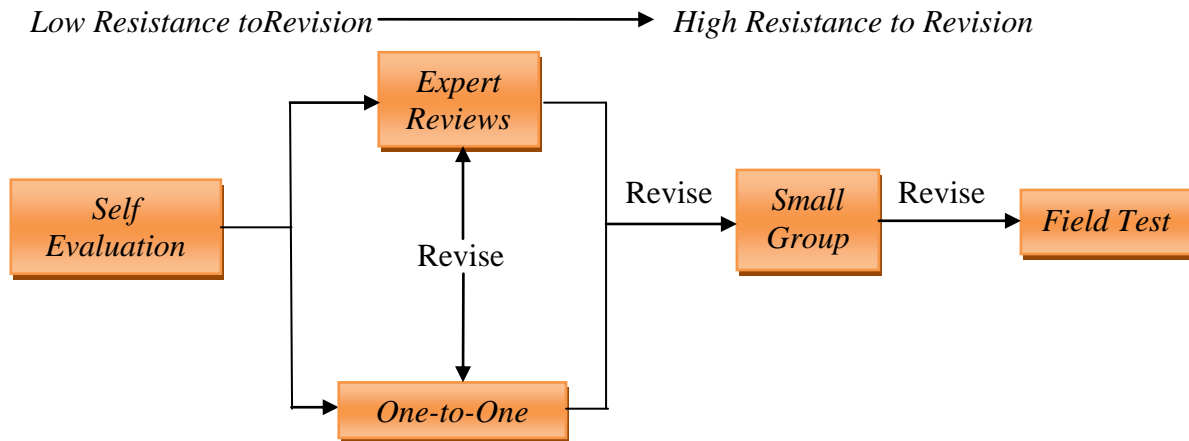 Low Resistance toRevision
High Resistance to Revision
Expert
Reviews
Self
Evaluation
Revise
Revise
Small
Group
Revise
Field Test
One-to-One